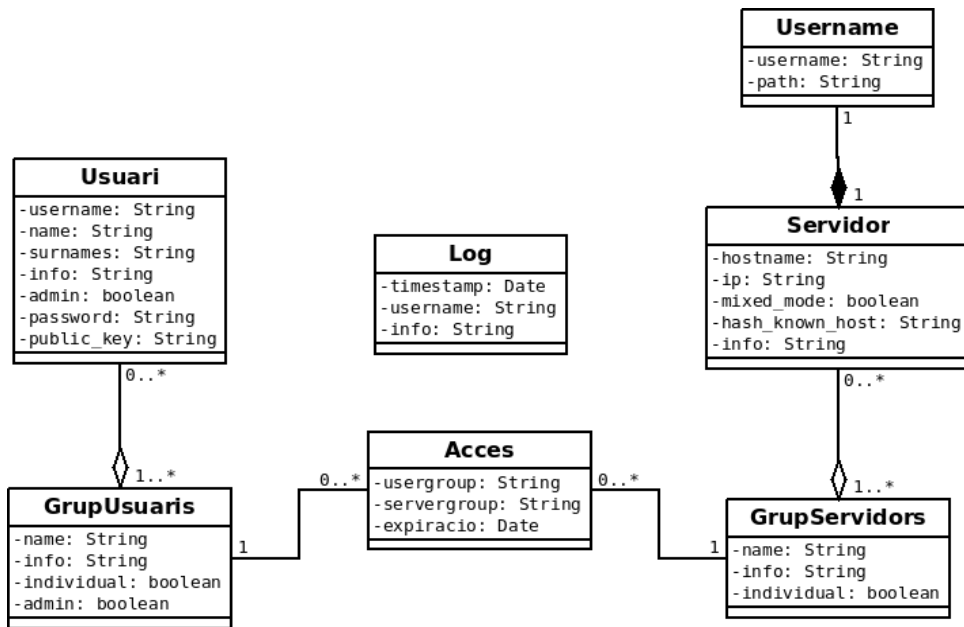 Username
-username: String
-path: String
1
1
Usuari
-username: String
-name: String
-surnames: String
-info: String
-admin: boolean
-password: String
-public_key: String
0..*
Log
-timestamp: Date
-username: String
-info: String
Servidor
-hostname: String
-ip: String
-mixed_mode: boolean
-hash_known_host: String
-info: String
0..*
1..*
GrupUsuaris
-name: String
-info: String
-individual: boolean
-admin: boolean
1
0..*
Acces
-usergroup: String
-servergroup: String
-expiracio: Date
0..*
1
1..*
GrupServidors
-name: String
-info: String
-individual: boolean